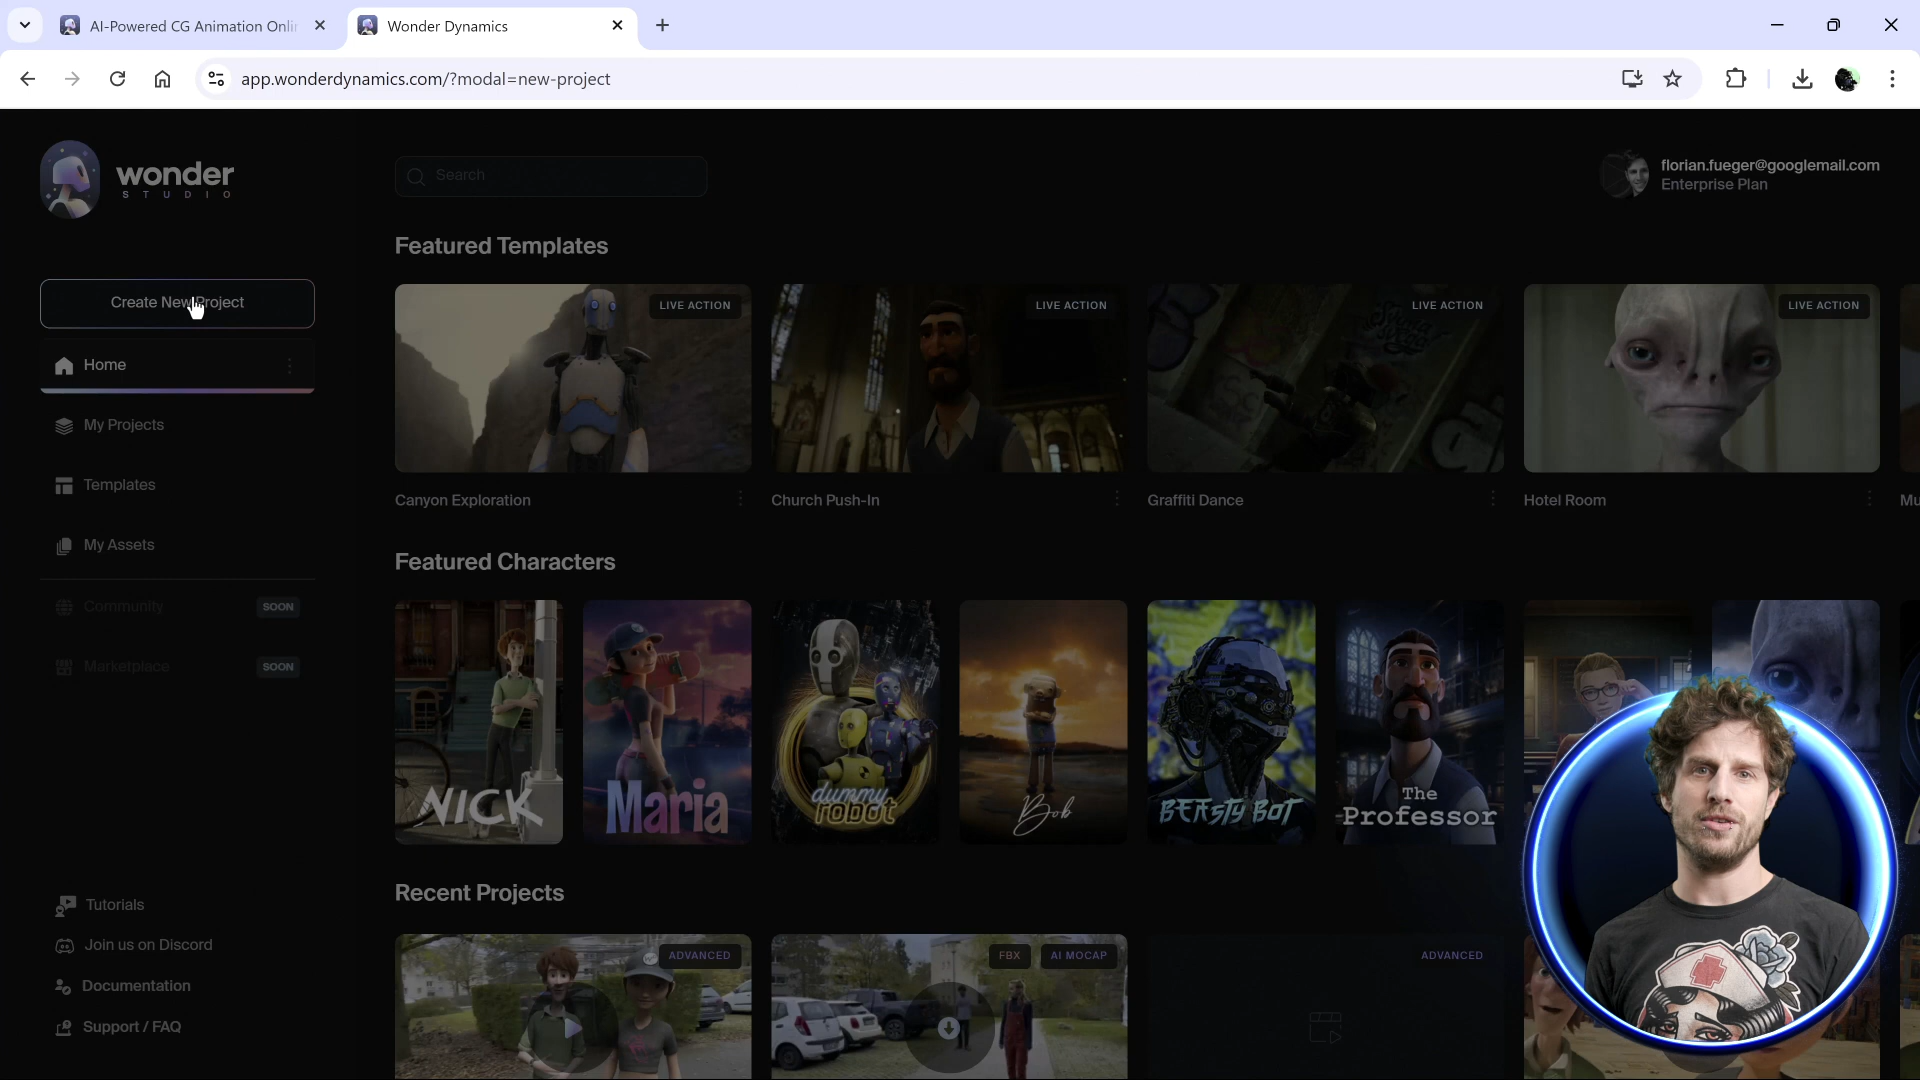 AI-Powered CG Animation Onli
Wonder Dynamics
app.wonderdynamics.com/?modal=new-project
wonder
STUDIO
Search
florian.fueger@googlemail.com
Enterprise Plan
Create New Project
Home
My Projects
Templates
My Assets
Community
SOON
Marketplace
SOON
Tutorials
Join us on Discord
Documentation
Support / FAQ
Featured Templates
LIVE ACTION
LIVE ACTION
LIVE ACTION
LIVE ACTION
Canyon Exploration
Church Push-In
Graffiti Dance
Hotel Room
Mu
Featured Characters
NICK
Maria
dummy
robot
Bob
BEASTY BOT
The
Professor
Recent Projects
ADVANCED
FBX
AI MOCAP
ADVANCED